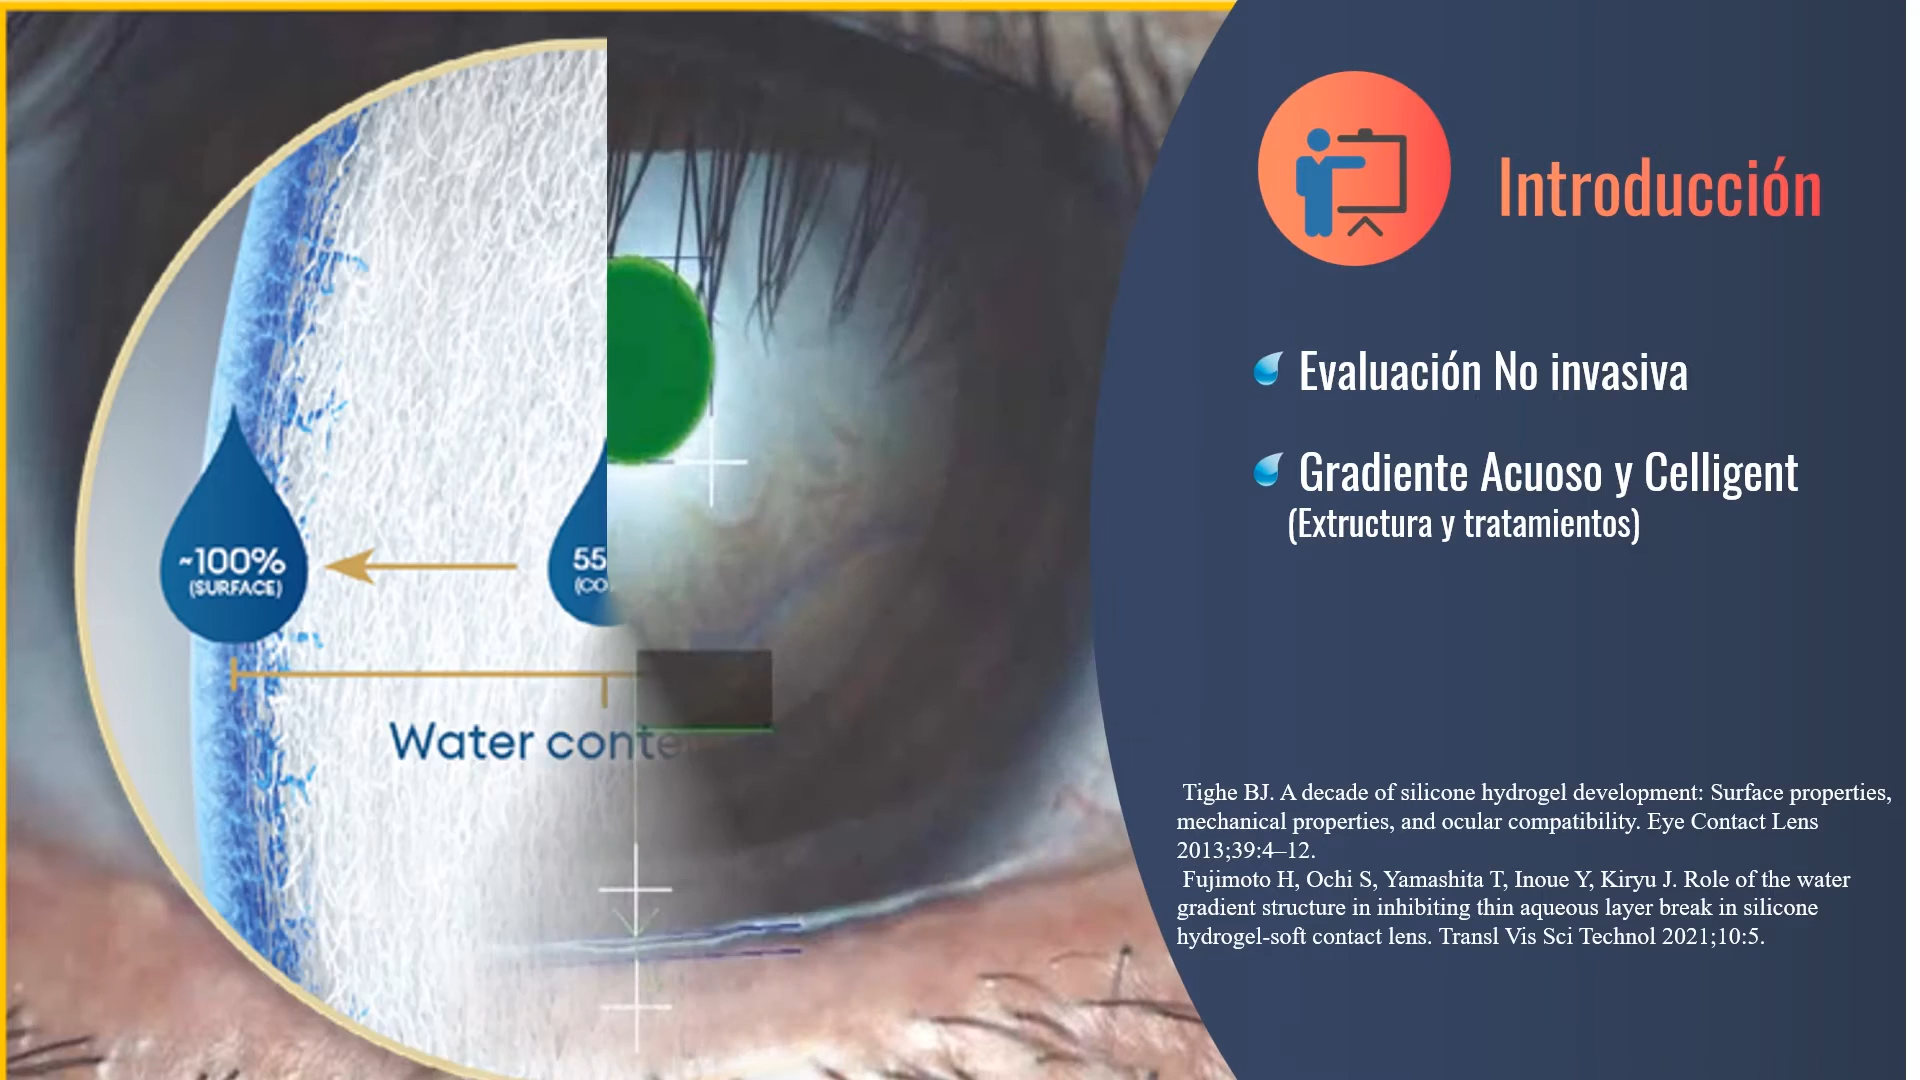 Introducción
Evaluación No invasiva
Gradiente Acuoso y Celligent
(Extructura y tratamientos)
~100%
(SURFACE)
55
(CO
Water conte
Tighe BJ. A decade of silicone hydrogel development: Surface properties,
mechanical properties, and ocular compatibility. Eye Contact Lens
2013;39:4–12.
Fujimoto H, Ochi S, Yamashita T, Inoue Y, Kiryu J. Role of the water
gradient structure in inhibiting thin aqueous layer break in silicone
hydrogel-soft contact lens. Transl Vis Sci Technol 2021;10:5.